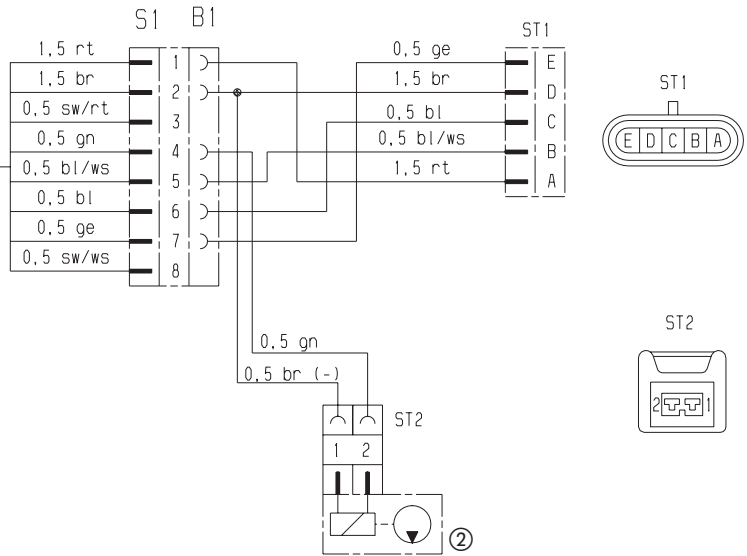 S1 B1
1,5 rt 1
1,5 br 2
0,5 sw/rt 3
0,5 gn 4
0,5 bl/ws 5
0,5 bl 6
0,5 ge 7
0,5 sw/ws 8
ST1
0,5 ge E
1,5 br D
0,5 bl C
0,5 bl/ws B
1,5 rt A
ST1
E D C B A
0,5 gn
0,5 br (-)
ST2
1 2
2
ST2
2 1